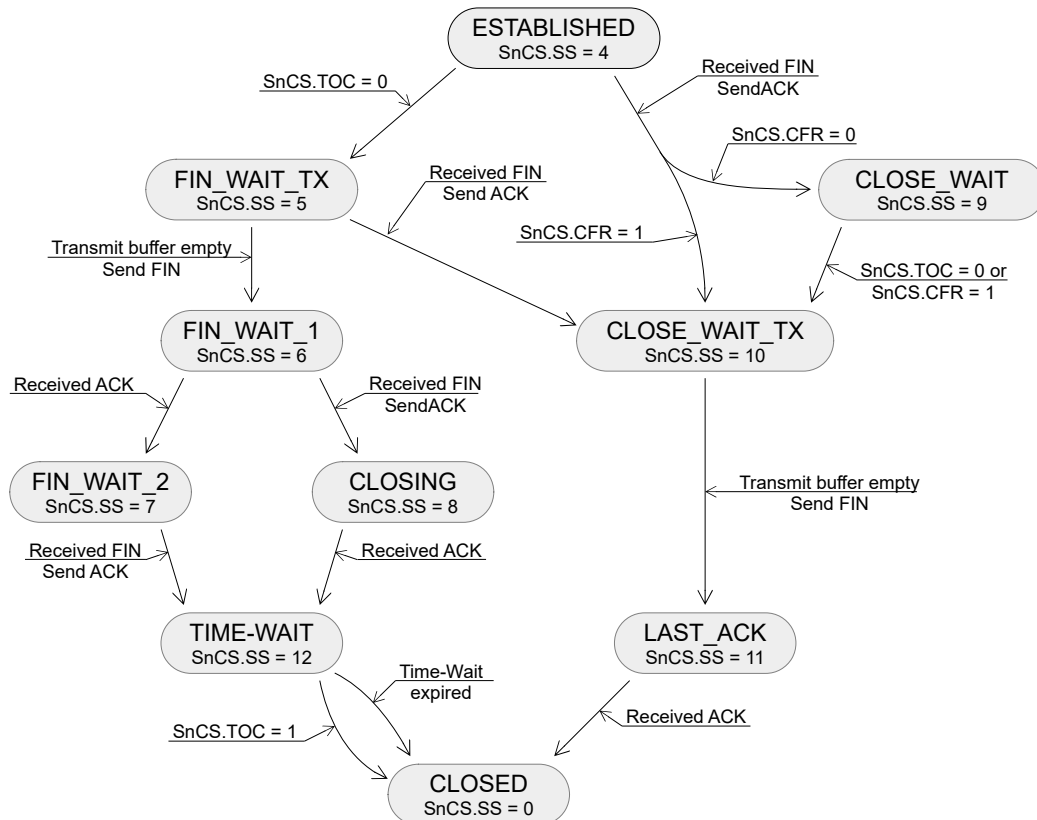 ESTABLISHED
SnCS.SS = 4
SnCS.TOC = 0
Received FIN
SendACK
SnCS.CFR = 0
FIN_WAIT_TX
SnCS.SS = 5
Received FIN
Send ACK
CLOSE_WAIT
SnCS.SS = 9
SnCS.CFR = 1
Transmit buffer empty
Send FIN
SnCS.TOC = 0 or
SnCS.CFR = 1
FIN_WAIT_1
SnCS.SS = 6
CLOSE_WAIT_TX
SnCS.SS = 10
Received ACK
Received FIN
SendACK
FIN_WAIT_2
SnCS.SS = 7
CLOSING
SnCS.SS = 8
Transmit buffer empty
Send FIN
Received FIN
Send ACK
Received ACK
TIME-WAIT
SnCS.SS = 12
LAST_ACK
SnCS.SS = 11
Time-Wait
expired
SnCS.TOC = 1
Received ACK
CLOSED
SnCS.SS = 0